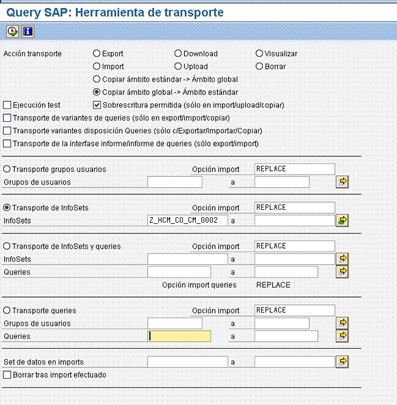 Query SAP: Herramienta de transporte
Acción transporte Export Download Visualizar
Import Upload Borrar
Copiar ámbito estándar -> Ámbito global
Copiar ámbito global -> Ámbito estándar
Ejecución test Sobrescritura permitida (sólo en import/upload/copiar)
Transporte de variantes de queries (sólo en export/import/copiar)
Transporte variantes disposición Queries (sólo c/Exportar/Importar/Copiar)
Transporte de la interfase informe/informe de queries (sólo export/import)
Transporte grupos usuarios Opción import REPLACE
Grupos de usuarios a
Transporte de InfoSets Opción import REPLACE
InfoSets Z_HCM_CO_CM_0002 a
Transporte de InfoSets y queries Opción import REPLACE
InfoSets a
Queries a
Opción import queries REPLACE
Transporte queries Opción import REPLACE
Grupos de usuarios a
Queries a
Set de datos en imports a
Borrar tras import efectuado